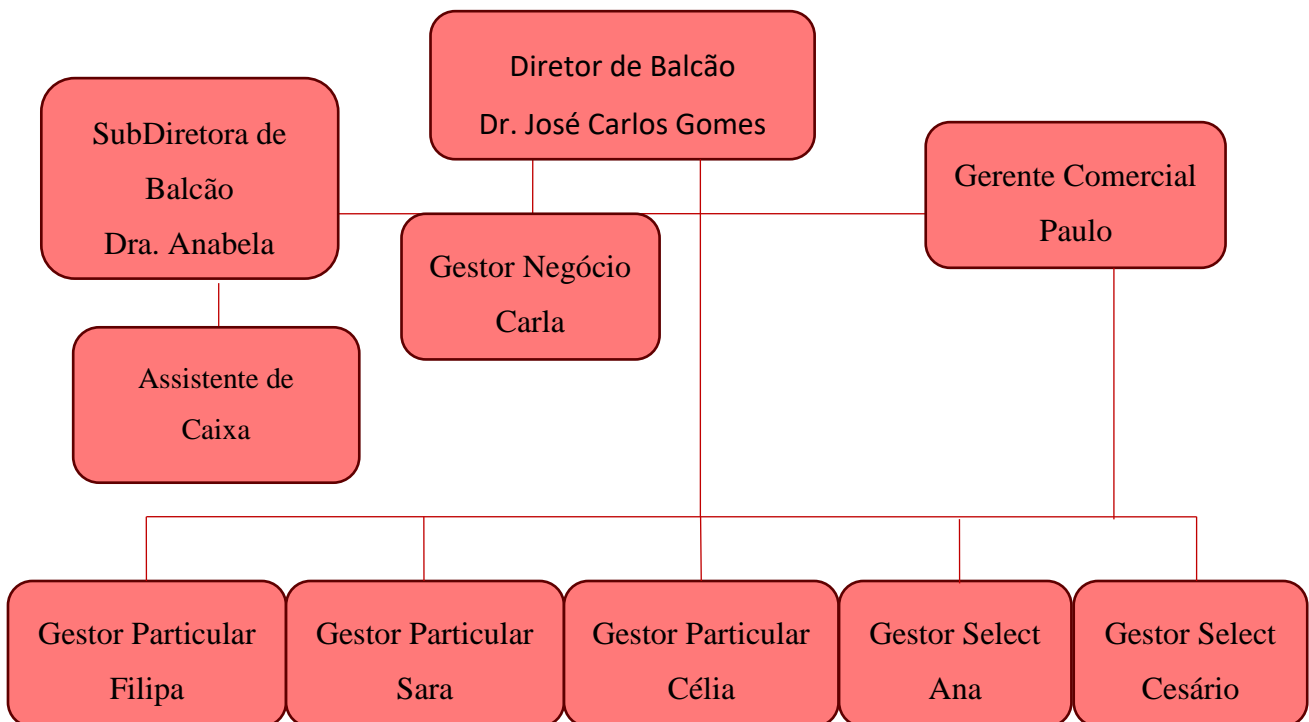 Diretor de Balcão
Dr. José Carlos Gomes
SubDiretora de
Balcão
Dra. Anabela
Gerente Comercial
Paulo
Gestor Negócio
Carla
Assistente de
Caixa
Gestor Particular
Filipa
Gestor Particular
Sara
Gestor Particular
Célia
Gestor Select
Ana
Gestor Select
Cesário